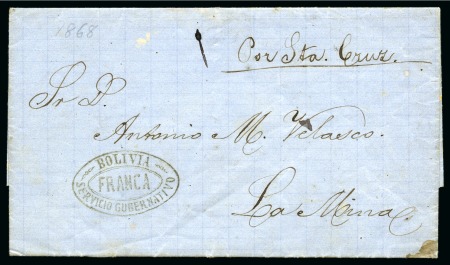 1868
Por Sta. Cruz.
Sr. D.
Antonio M. Velasco.
BOLIVIA
FRANCA
SERVICIO GUBERNATIVO
La Mina